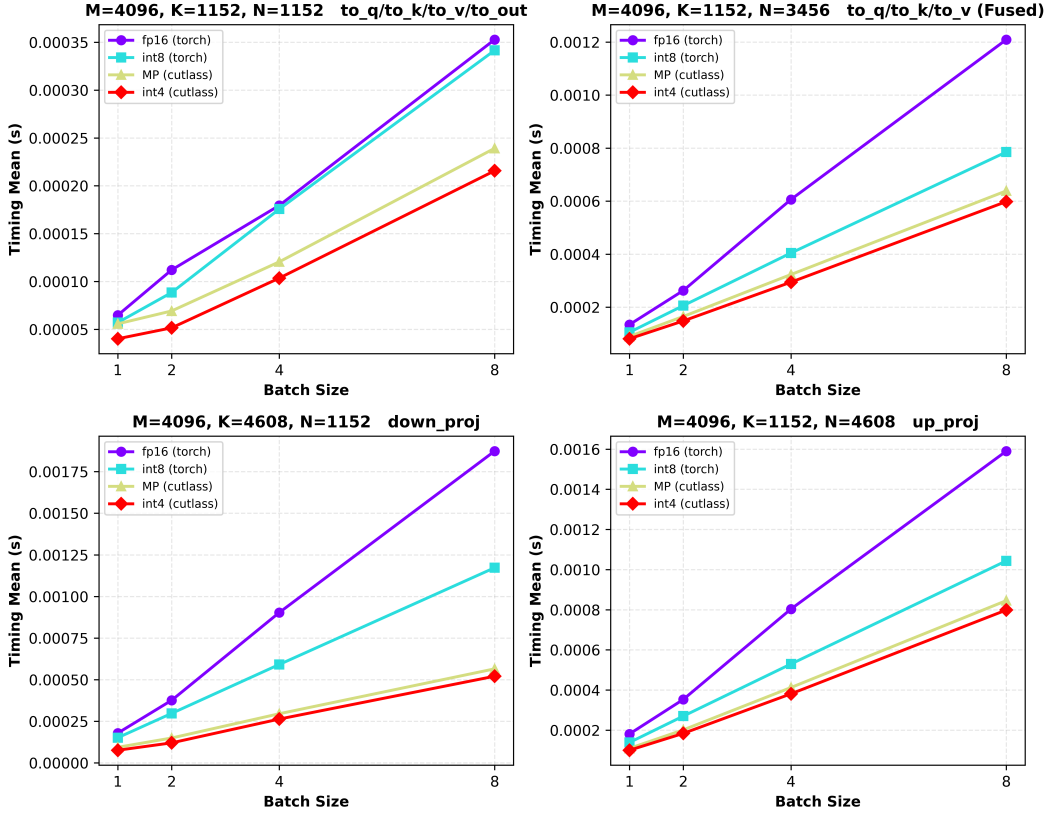 M=4096, K=1152, N=1152   to_q/to_k/to_v/to_out
fp16 (torch)
int8 (torch)
MP (cutlass)
int4 (cutlass)
0.00035
0.00030
0.00025
0.00020
0.00015
0.00010
0.00005
Timing Mean (s)
1 2 4 8
Batch Size
M=4096, K=1152, N=3456   to_q/to_k/to_v (Fused)
fp16 (torch)
int8 (torch)
MP (cutlass)
int4 (cutlass)
0.0012
0.0010
0.0008
0.0006
0.0004
0.0002
Timing Mean (s)
1 2 4 8
Batch Size
M=4096, K=4608, N=1152   down_proj
fp16 (torch)
int8 (torch)
MP (cutlass)
int4 (cutlass)
0.00175
0.00150
0.00125
0.00100
0.00075
0.00050
0.00025
0.00000
Timing Mean (s)
1 2 4 8
Batch Size
M=4096, K=1152, N=4608   up_proj
fp16 (torch)
int8 (torch)
MP (cutlass)
int4 (cutlass)
0.0016
0.0014
0.0012
0.0010
0.0008
0.0006
0.0004
0.0002
Timing Mean (s)
1 2 4 8
Batch Size